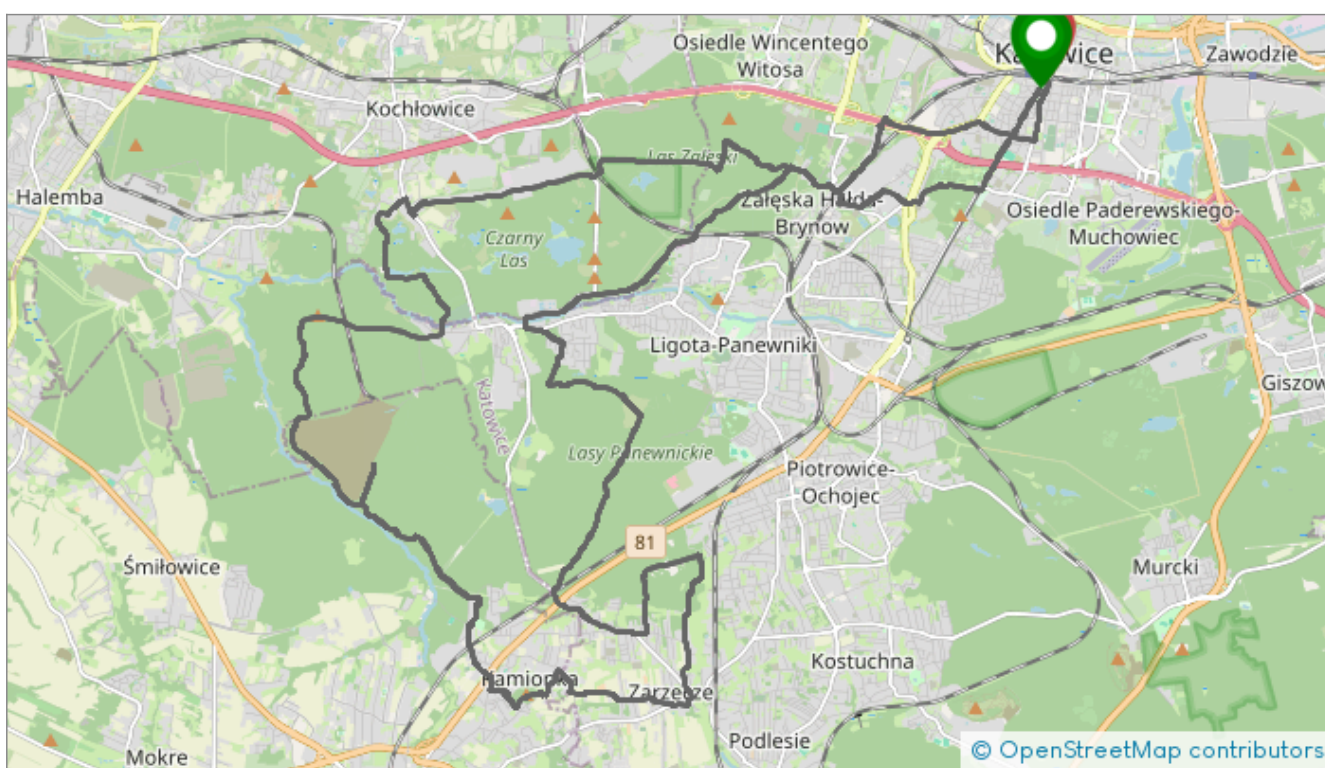 Osiedle Wincentego
Witosa
Katowice
Zawodzie
Kochłowice
Las Załęski
Halemba
Załęska Hałda-
Brynow
Osiedle Paderewskiego-
Muchowiec
Czarny
Las
Ligota-Panewniki
Giszow
Katowice
Lasy Panewnickie
Piotrowice-
Ochojec
81
Śmiłowice
Murcki
Kostuchna
Kamionka
Zarzecze
Podlesie
Mokre
© OpenStreetMap contributors